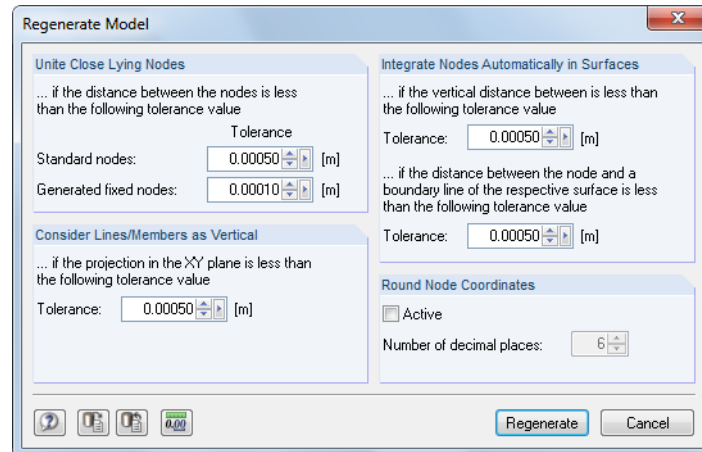 Regenerate Model
Unite Close Lying Nodes
... if the distance between the nodes is less
than the following tolerance value
Tolerance
Standard nodes: 0.00050 [m]
Generated fixed nodes: 0.00010 [m]
Consider Lines/Members as Vertical
... if the projection in the XY plane is less than
the following tolerance value
Tolerance: 0.00050 [m]
Integrate Nodes Automatically in Surfaces
... if the vertical distance between is less than
the following tolerance value
Tolerance: 0.00050 [m]
... if the distance between the node and a
boundary line of the respective surface is less
than the following tolerance value
Tolerance: 0.00050 [m]
Round Node Coordinates
Active
Number of decimal places: 6
0.00
Regenerate Cancel